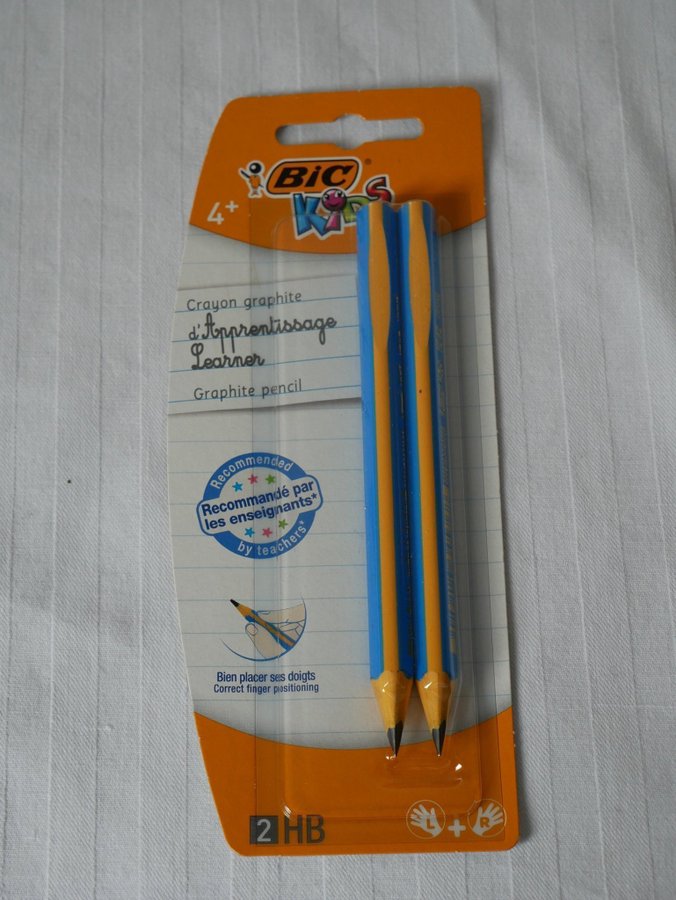 BiC®
KiDS
4+
Crayon graphite
d'Apprentissage
Learner
Graphite pencil
Recommended
Recommandé par
les enseignants*
by teachers*
Bien placer ses doigts
Correct finger positioning
2 HB
L + R